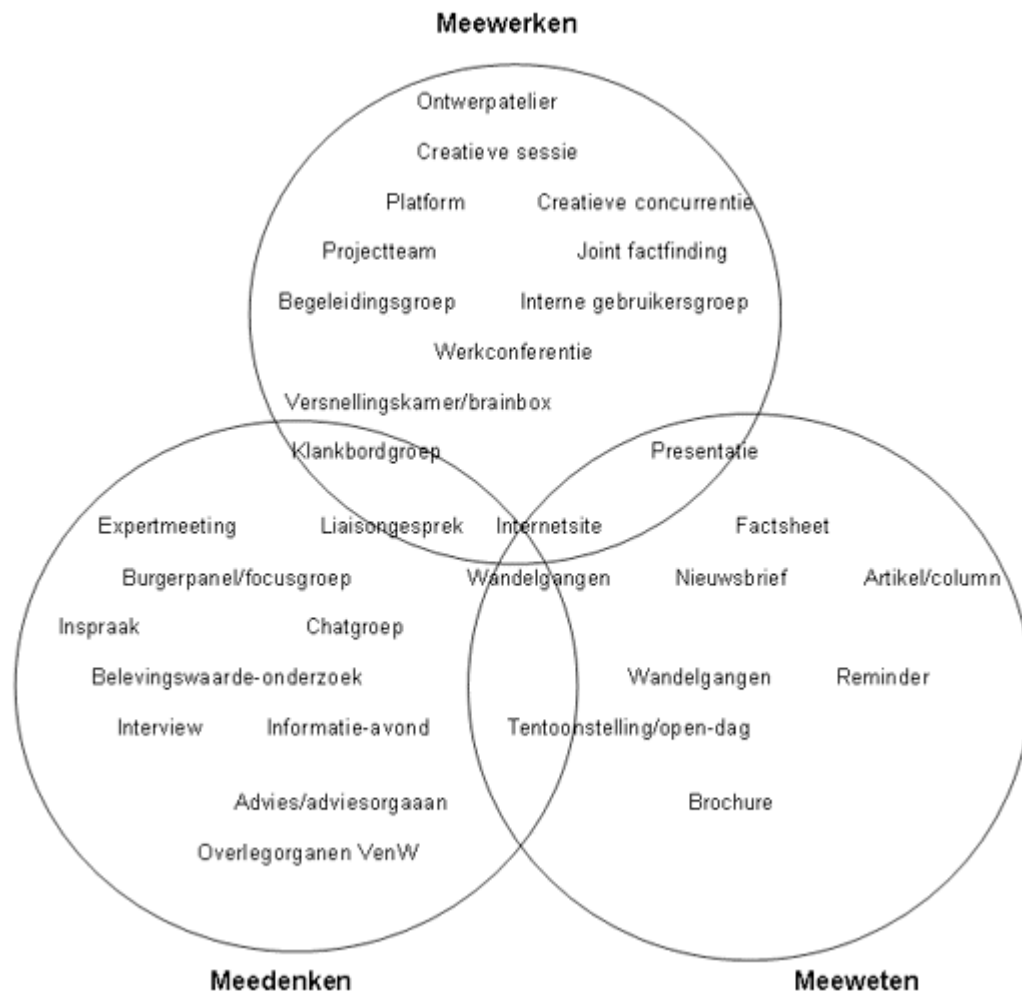 Meewerken
Ontwerpatelier
Creatieve sessie
Platform Creatieve concurrentie
Projectteam Joint factfinding
Begeleidingsgroep Interne gebruikersgroep
Werkconferentie
Versnellingskamer/brainbox
Klankbordgroep Presentatie
Expertmeeting Liaisongesprek Internetsite Factsheet
Burgerpanel/focusgroep Wandelgangen Nieuwsbrief Artikel/column
Inspraak Chatgroep
Belevingswaarde-onderzoek Wandelgangen Reminder
Interview Informatie-avond Tentoonstelling/open-dag
Advies/adviesorgaaan Brochure
Overlegorganen VenW
Meedenken Meeweten